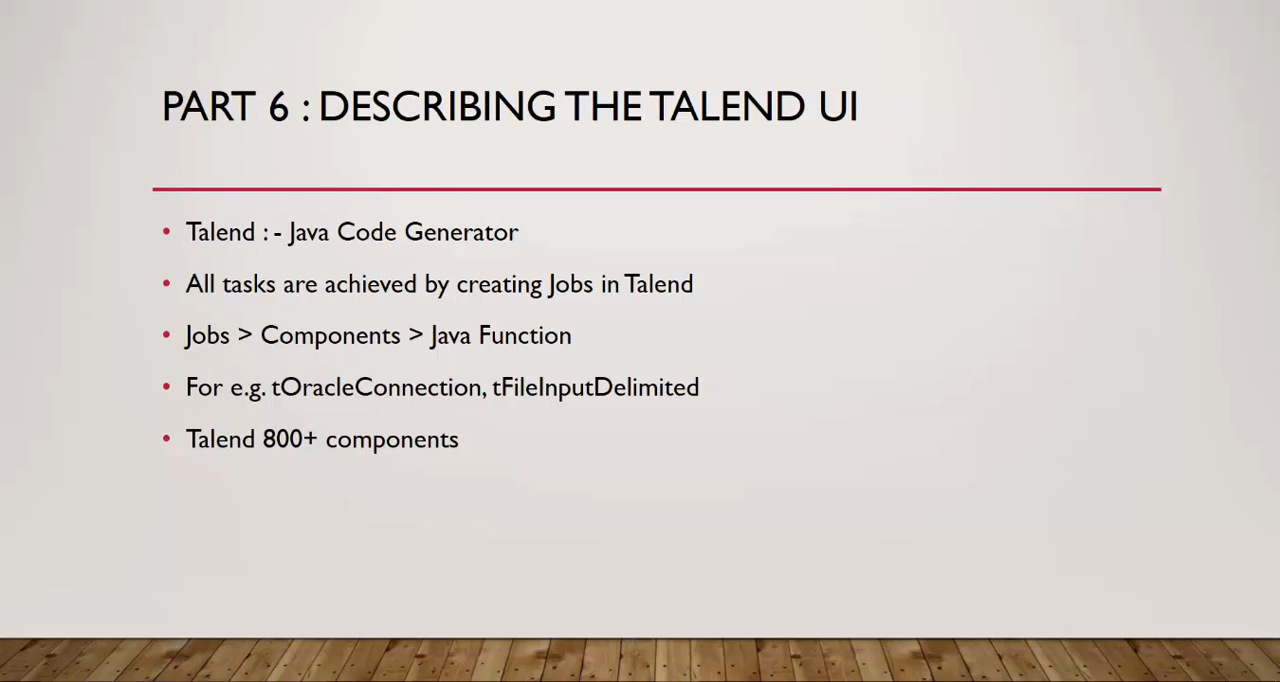 PART 6 : DESCRIBING THE TALEND UI
• Talend : - Java Code Generator
• All tasks are achieved by creating Jobs in Talend
• Jobs > Components > Java Function
• For e.g. tOracleConnection, tFileInputDelimited
• Talend 800+ components